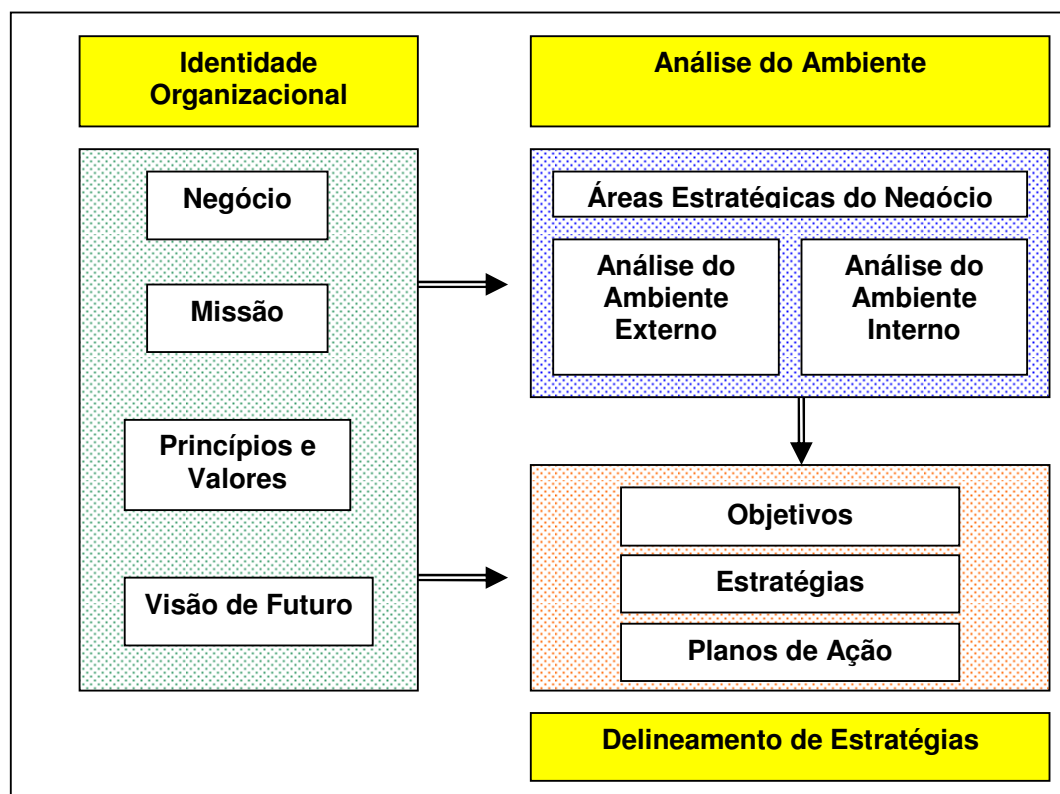 Identidade
Organizacional
Negócio
Missão
Princípios e
Valores
Visão de Futuro
Análise do Ambiente
Áreas Estratégicas do Negócio
Análise do
Ambiente
Externo
Análise do
Ambiente
Interno
Objetivos
Estratégias
Planos de Ação
Delineamento de Estratégias